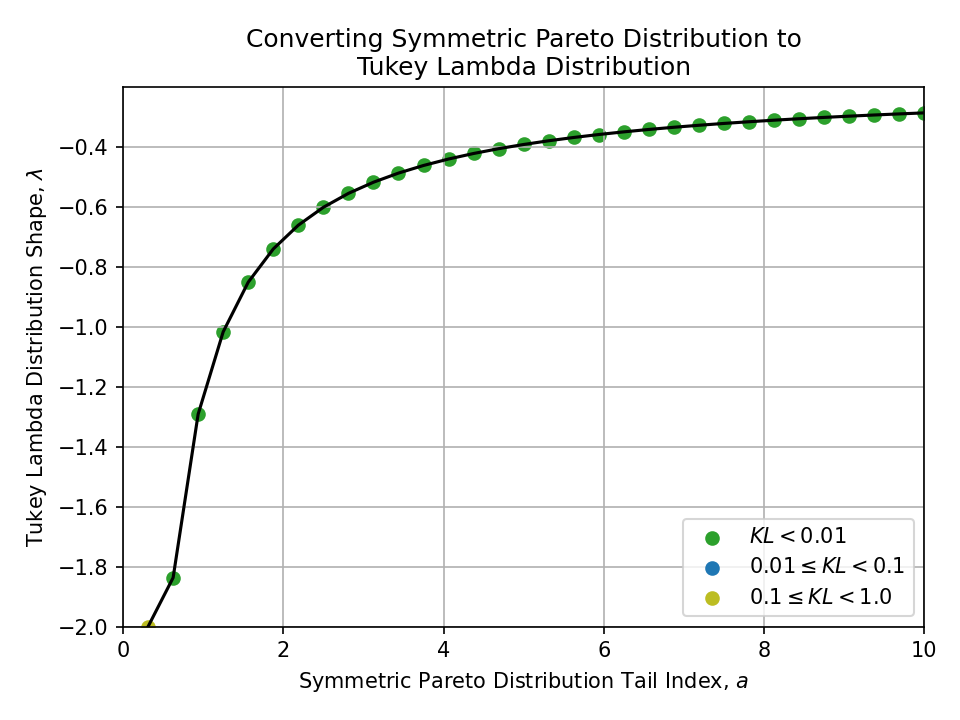 Converting Symmetric Pareto Distribution to
Tukey Lambda Distribution
Tukey Lambda Distribution Shape, λ
−0.4
−0.6
−0.8
−1.0
−1.2
−1.4
−1.6
−1.8
−2.0
0 2 4 6 8 10
Symmetric Pareto Distribution Tail Index, a
KL < 0.01
0.01 ≤ KL < 0.1
0.1 ≤ KL < 1.0